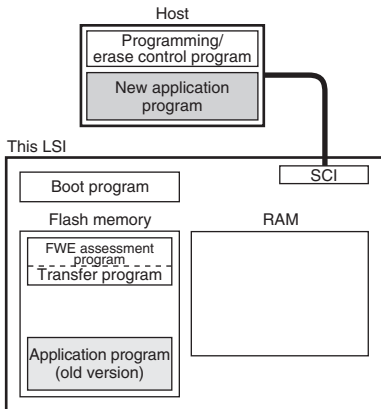 Host
Programming/
erase control program
New application
program
This LSI
SCI
Boot program
Flash memory
RAM
FWE assessment
program
Transfer program
Application program
(old version)